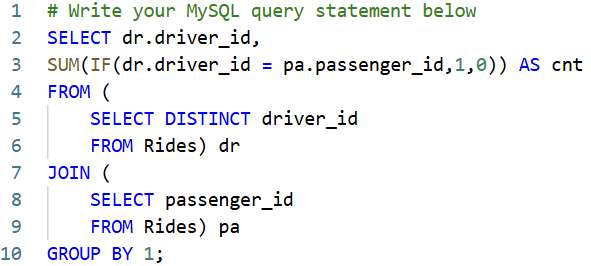 1 # Write your MySQL query statement below
2 SELECT dr.driver_id,
3 SUM(IF(dr.driver_id = pa.passenger_id,1,0)) AS cnt
4 FROM (
5     SELECT DISTINCT driver_id
6     FROM Rides) dr
7 JOIN (
8     SELECT passenger_id
9     FROM Rides) pa
10 GROUP BY 1;